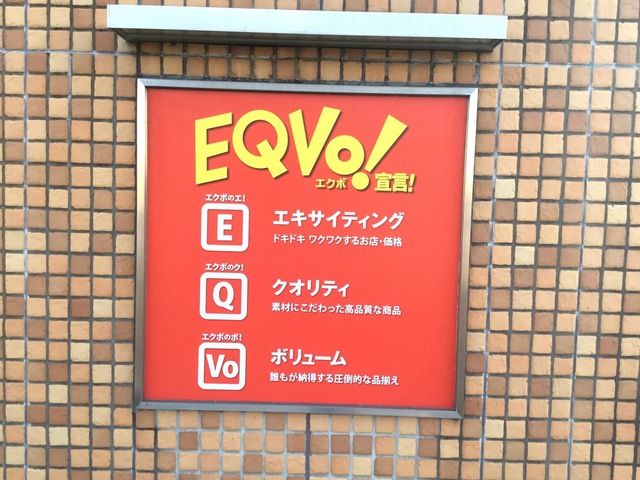 EQVo!
エクボ 宣言!
エクボのエ!
E
エキサイティング
ドキドキ ワクワクするお店・価格
エクボのク!
Q
クオリティ
素材にこだわった高品質な商品
エクボのボ!
Vo
ボリューム
誰もが納得する圧倒的な品揃え